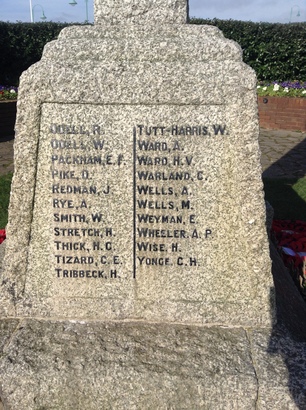 ODELL, R.
ODELL, W.
PACKHAM, E. F.
PIKE, O.
REDMAN, J.
RYE, A.
SMITH, W.
STRETCH, H.
THICK, H. G.
TIZARD, C. E.
TRIBBECK, H.
TUTT-HARRIS, W.
WARD, A.
WARD, H. V.
WARLAND, C.
WELLS, A.
WELLS, M.
WEYMAN, E.
WHEELER, A. P.
WISE, H.
YONGE, C. H.